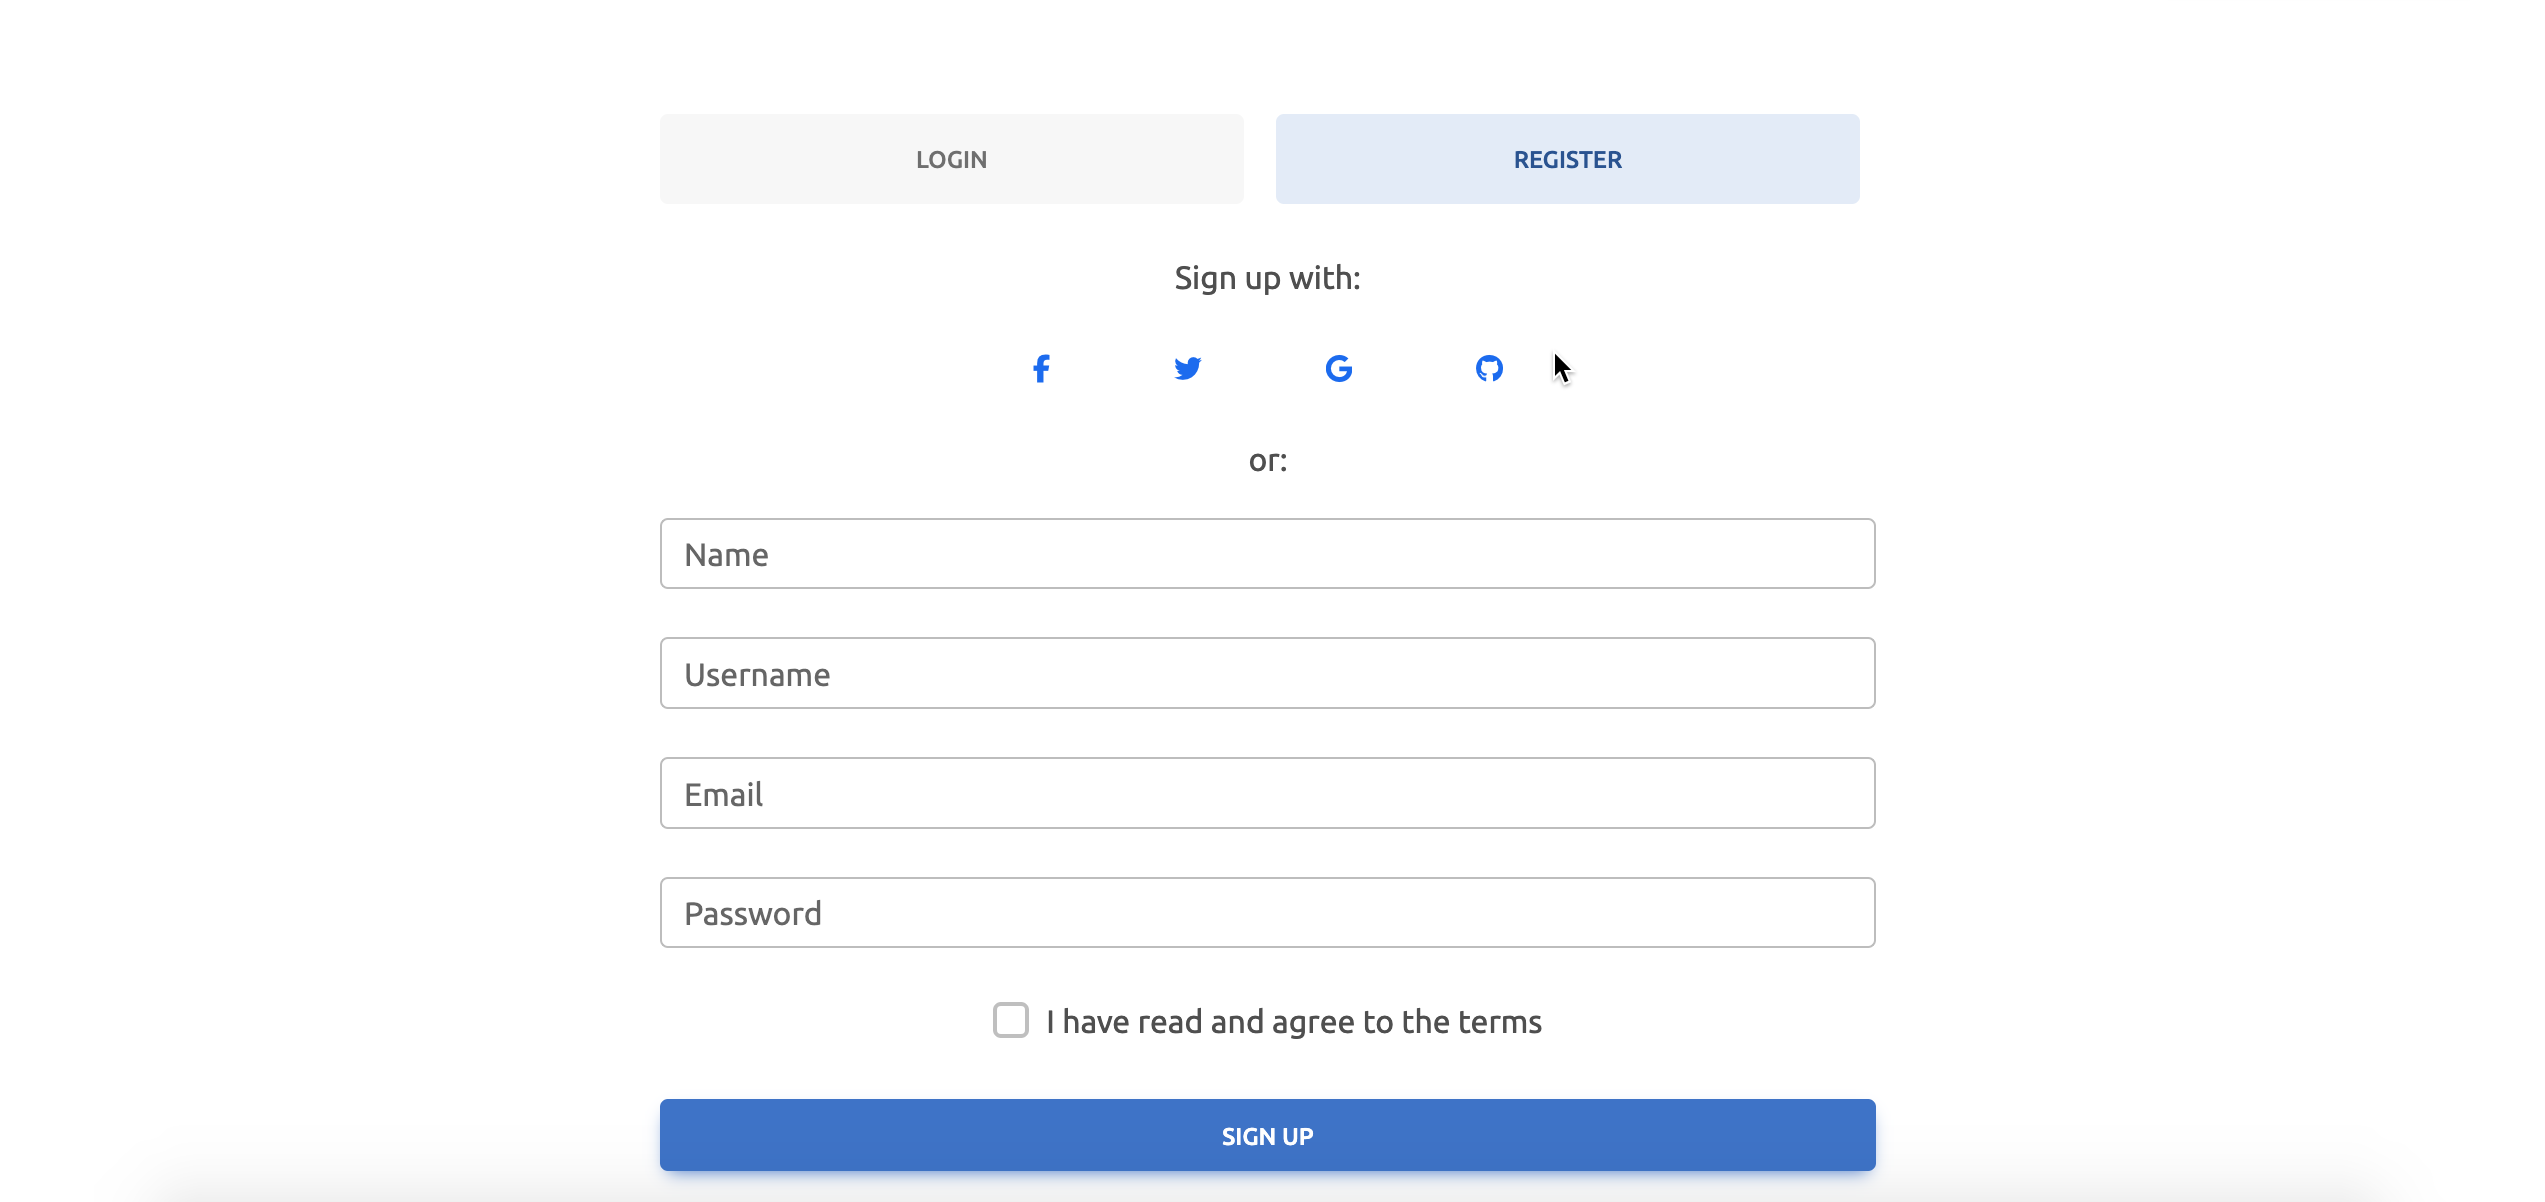 LOGIN
REGISTER
Sign up with:
or:
Name
Username
Email
Password
I have read and agree to the terms
SIGN UP